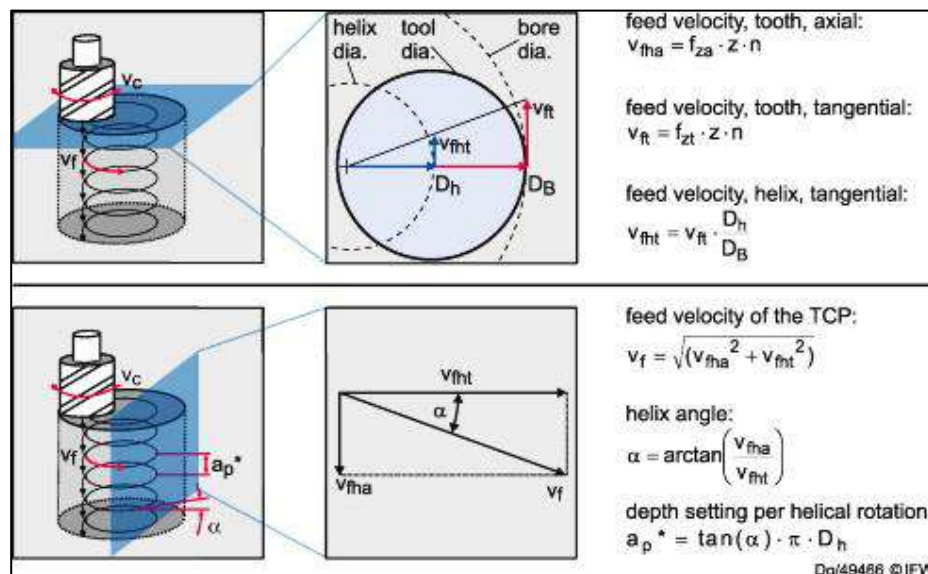 v_c
v_f
helix dia.
tool dia.
bore dia.
v_ft
v_fht
D_h
D_B
feed velocity, tooth, axial:
v_fha = f_za · z · n
feed velocity, tooth, tangential:
v_ft = f_zt · z · n
feed velocity, helix, tangential:
v_fht = v_ft · D_h / D_B
v_c
v_f
a_p*
α
v_fht
α
v_fha
v_f
feed velocity of the TCP:
v_f = √(v_fha² + v_fht²)
helix angle:
α = arctan(v_fha / v_fht)
depth setting per helical rotation
a_p* = tan(α) · π · D_h
Dg/49466 ©IFW